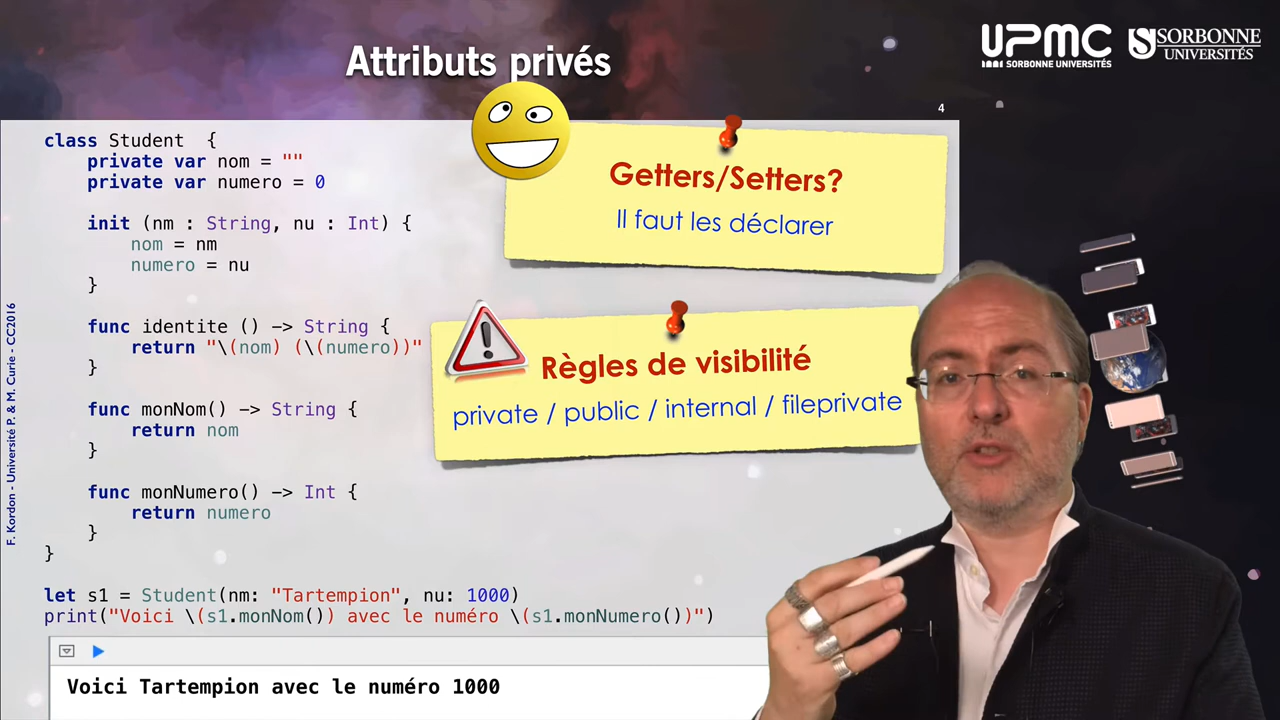 Attributs privés
UPMC
SORBONNE UNIVERSITÉS
SORBONNE
UNIVERSITÉS
4
class Student {
private var nom = ""
private var numero = 0
init (nm : String, nu : Int) {
nom = nm
numero = nu
}
func identite () -> String {
return "\(nom) (\(numero))"
}
func monNom() -> String {
return nom
}
func monNumero() -> Int {
return numero
}
}
let s1 = Student(nm: "Tartempion", nu: 1000)
print("Voici \(s1.monNom()) avec le numéro \(s1.monNumero())")
Voici Tartempion avec le numéro 1000
Getters/Setters?
Il faut les déclarer
Règles de visibilité
private / public / internal / fileprivate
F. Kordon - Université P. & M. Curie - CC2016